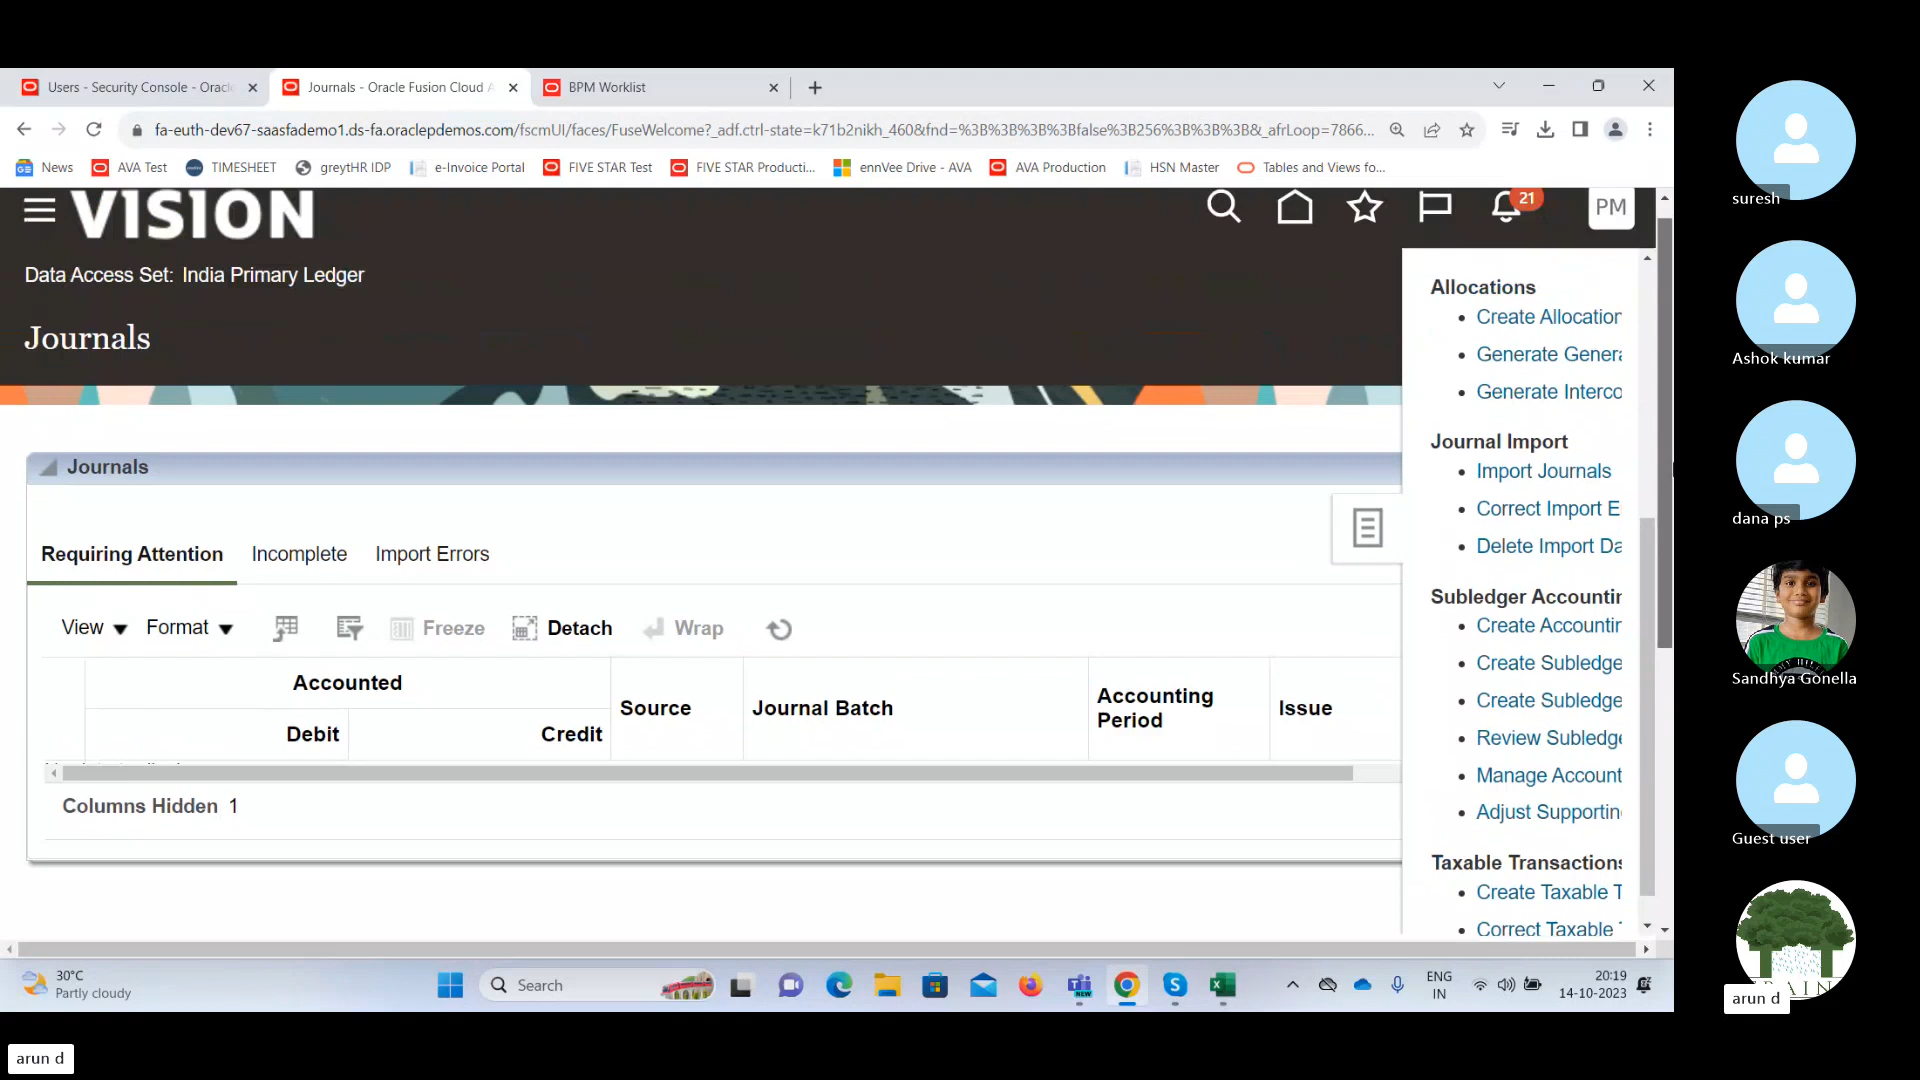 Users - Security Console - Oracl
Journals - Oracle Fusion Cloud A
BPM Worklist
fa-euth-dev67-saasfademo1.ds-fa.oraclepdemos.com/fscmUI/faces/FuseWelcome?_adf.ctrl-state=k71b2nikh_460&fnd=%3B%3B%3B%3Bfalse%3B256%3B%3B%3B&_afrLoop=7866...
News
AVA Test
TIMESHEET
greytHR IDP
e-Invoice Portal
FIVE STAR Test
FIVE STAR Producti...
ennVee Drive - AVA
AVA Production
HSN Master
Tables and Views fo...
VISION
21
PM
Data Access Set: India Primary Ledger
Journals
Allocations
Create Allocation
Generate Genera
Generate Interco
Journal Import
Import Journals
Correct Import E
Delete Import Da
Subledger Accountin
Create Accountin
Create Subledge
Create Subledge
Review Subledge
Manage Account
Adjust Supportin
Taxable Transactions
Create Taxable T
Correct Taxable
Journals
Requiring Attention
Incomplete
Import Errors
View
Format
Freeze
Detach
Wrap
Accounted
Debit
Credit
Source
Journal Batch
Accounting
Period
Issue
Columns Hidden 1
30°C
Partly cloudy
Search
NEW
ENG
IN
20:19
14-10-2023
suresh
Ashok kumar
dana ps
Sandhya Gonella
Guest user
arun d
arun d